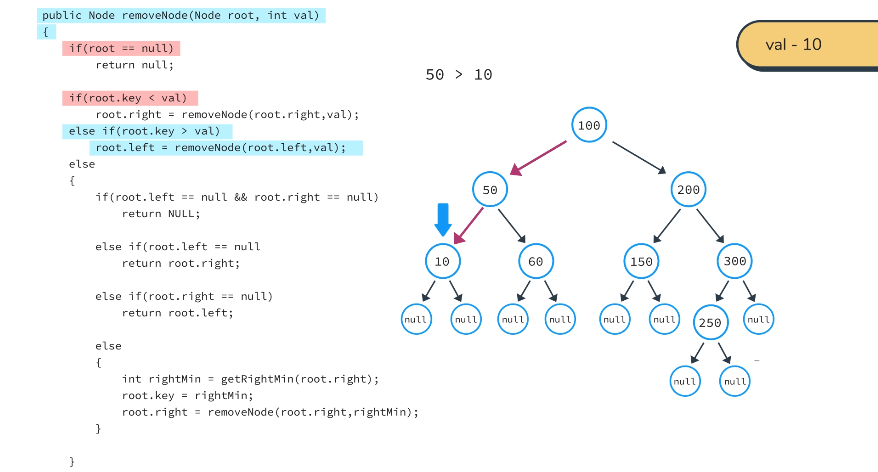 public Node removeNode(Node root, int val)
{
if(root == null)
return null;
if(root.key < val)
root.right = removeNode(root.right,val);
else if(root.key > val)
root.left = removeNode(root.left,val);
else
{
if(root.left == null && root.right == null)
return NULL;
else if(root.left == null
return root.right;
else if(root.right == null)
return root.left;
else
{
int rightMin = getRightMin(root.right);
root.key = rightMin;
root.right = removeNode(root.right,rightMin);
}
}
val - 10
50 > 10
100
50 200
10 60 150 300
null null null null null null 250 null
null null